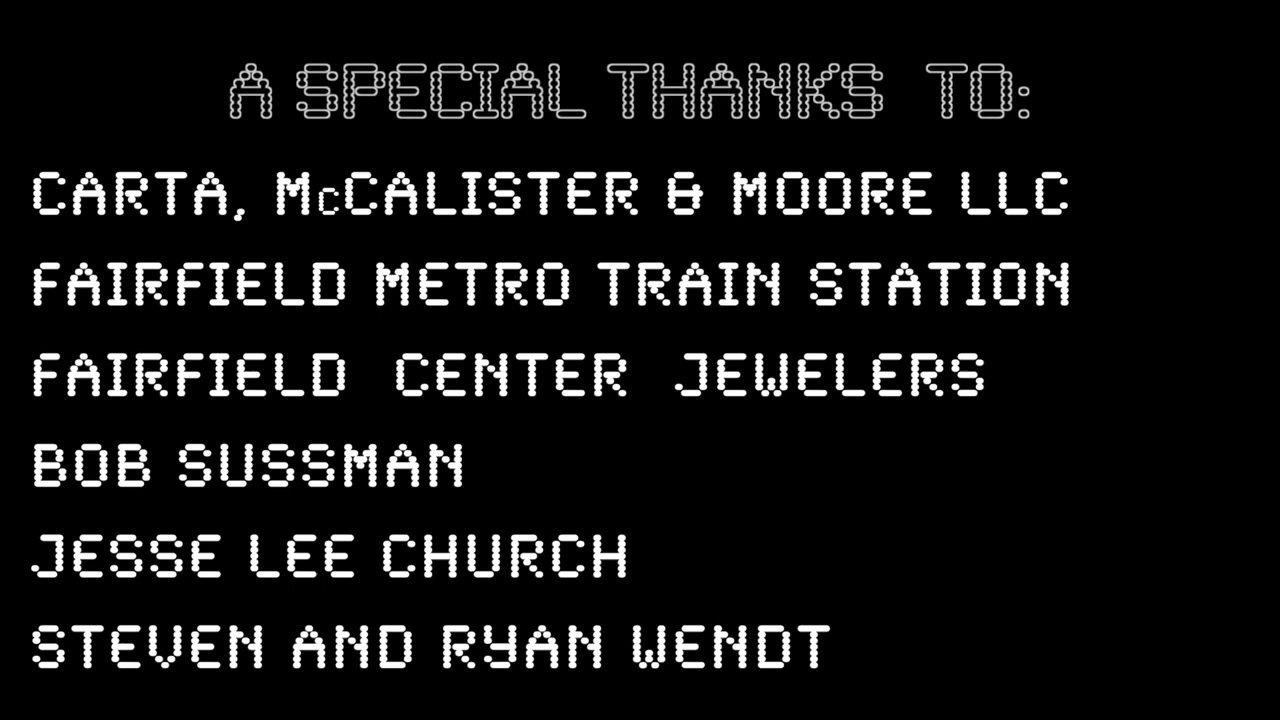 A SPECIAL THANKS TO:
CARTA, McCALISTER & MOORE LLC
FAIRFIELD METRO TRAIN STATION
FAIRFIELD CENTER JEWELERS
BOB SUSSMAN
JESSE LEE CHURCH
STEVEN AND RYAN WENDT